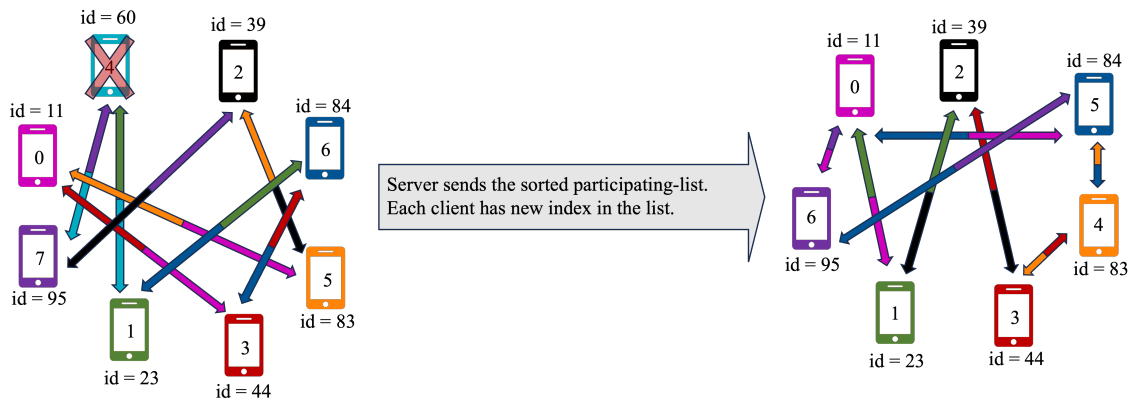 id = 60
4
id = 39
2
id = 11
0
id = 84
6
7
id = 95
5
id = 83
1
id = 23
3
id = 44
Server sends the sorted participating-list.
Each client has new index in the list.
id = 11
0
id = 39
2
id = 84
5
6
id = 95
4
id = 83
1
id = 23
3
id = 44